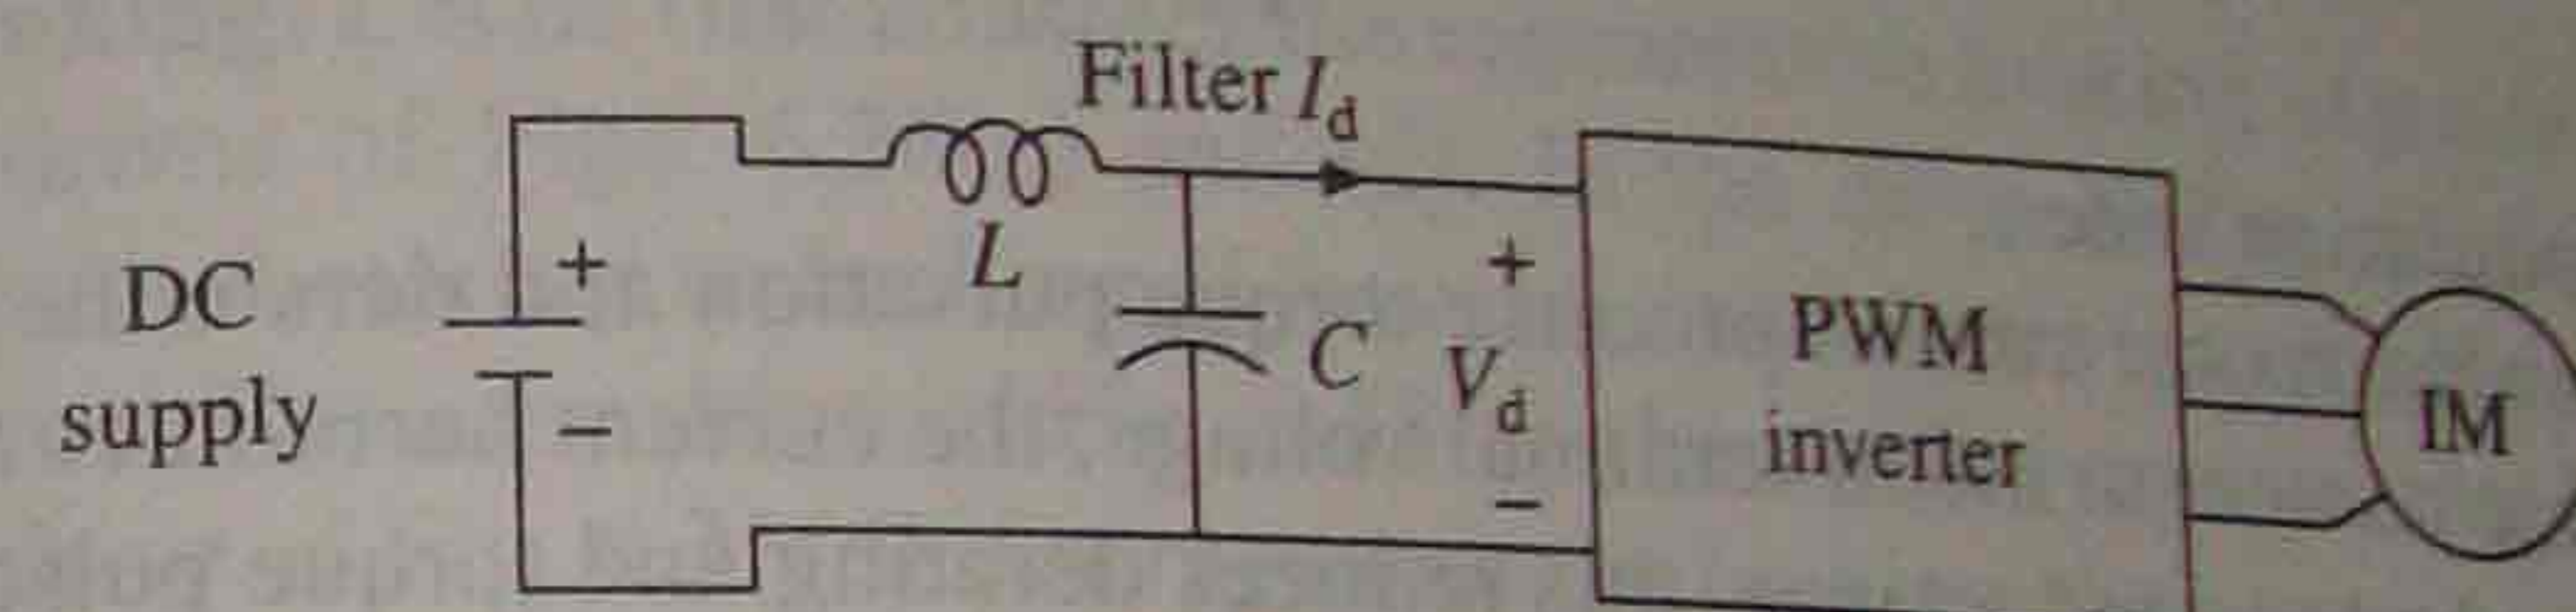 Filter I_d
DC
supply
+
−
L
C
+
V_d
−
PWM
inverter
IM